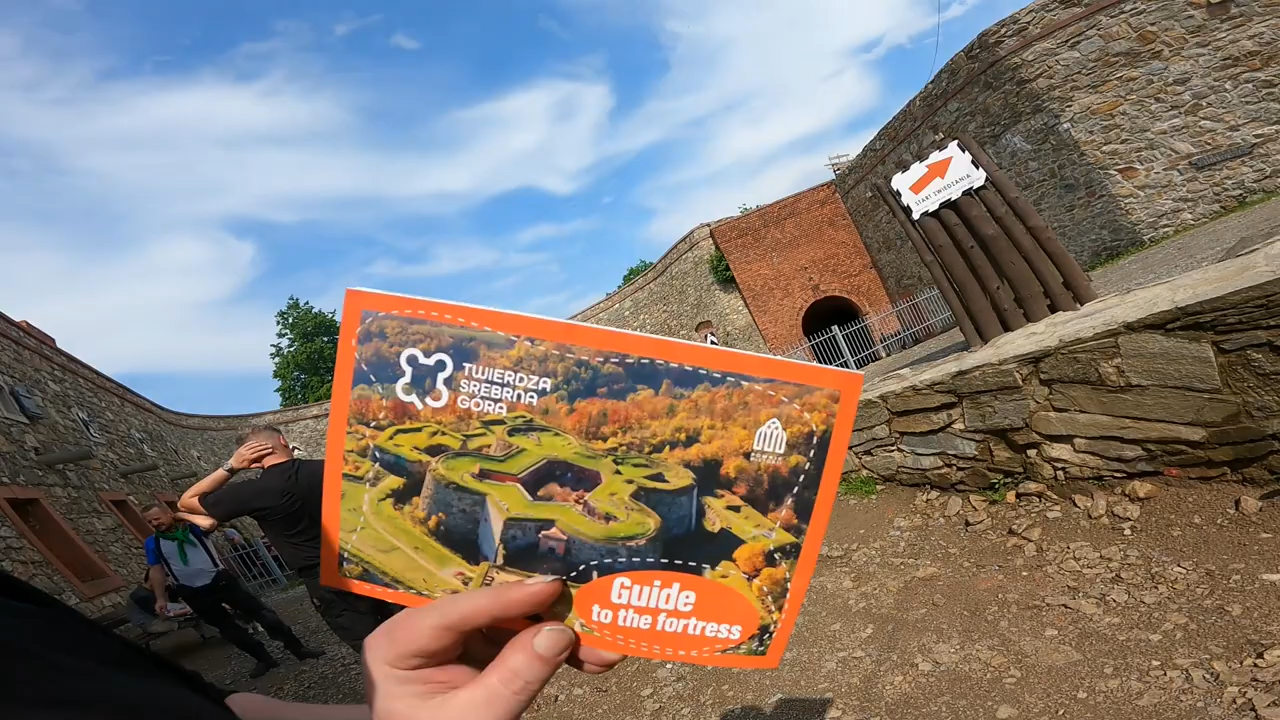 START ZWIEDZANIA
TWIERDZA
SREBRNA
GÓRA
Guide
to the fortress